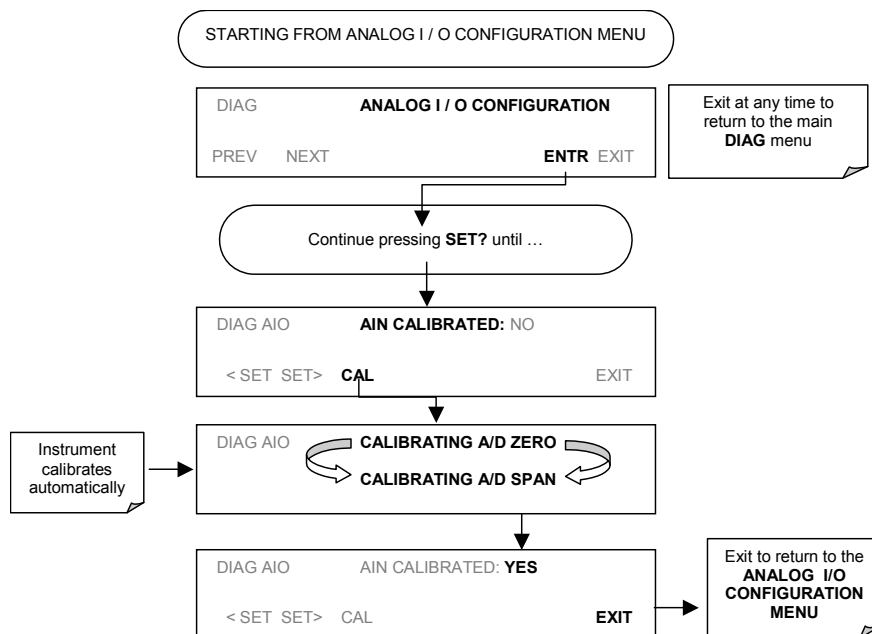 STARTING FROM ANALOG I / O CONFIGURATION MENU
DIAG ANALOG I / O CONFIGURATION
PREV NEXT ENTR EXIT
Exit at any time to
return to the main
DIAG menu
Continue pressing SET? until …
DIAG AIO AIN CALIBRATED: NO
< SET SET> CAL EXIT
Instrument
calibrates
automatically
DIAG AIO CALIBRATING A/D ZERO
CALIBRATING A/D SPAN
DIAG AIO AIN CALIBRATED: YES
< SET SET> CAL EXIT
Exit to return to the
ANALOG I/O
CONFIGURATION
MENU